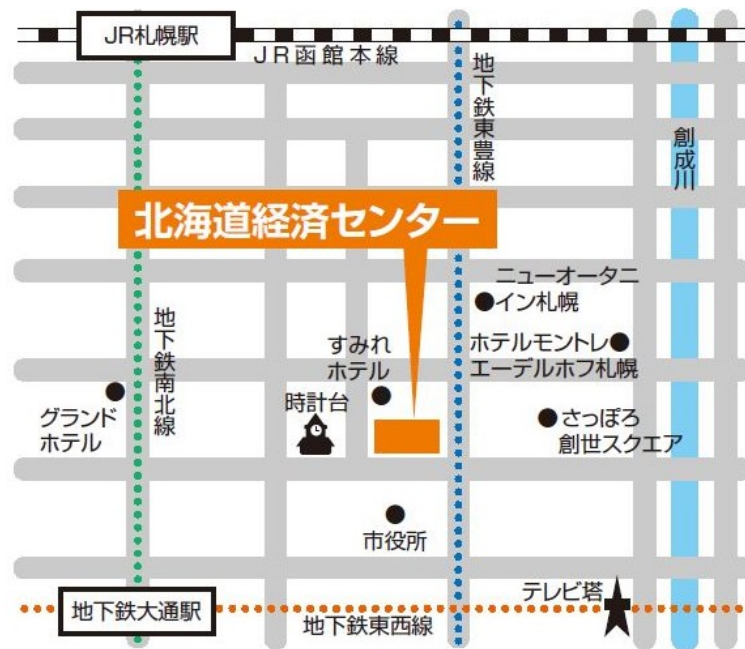 JR札幌駅
JR函館本線
地下鉄東豊線
創成川
北海道経済センター
ニューオータニ
イン札幌
地下鉄南北線
すみれ
ホテル
ホテルモントレ
エーデルホフ札幌
グランド
ホテル
時計台
さっぽろ
創世スクエア
市役所
テレビ塔
地下鉄大通駅
地下鉄東西線